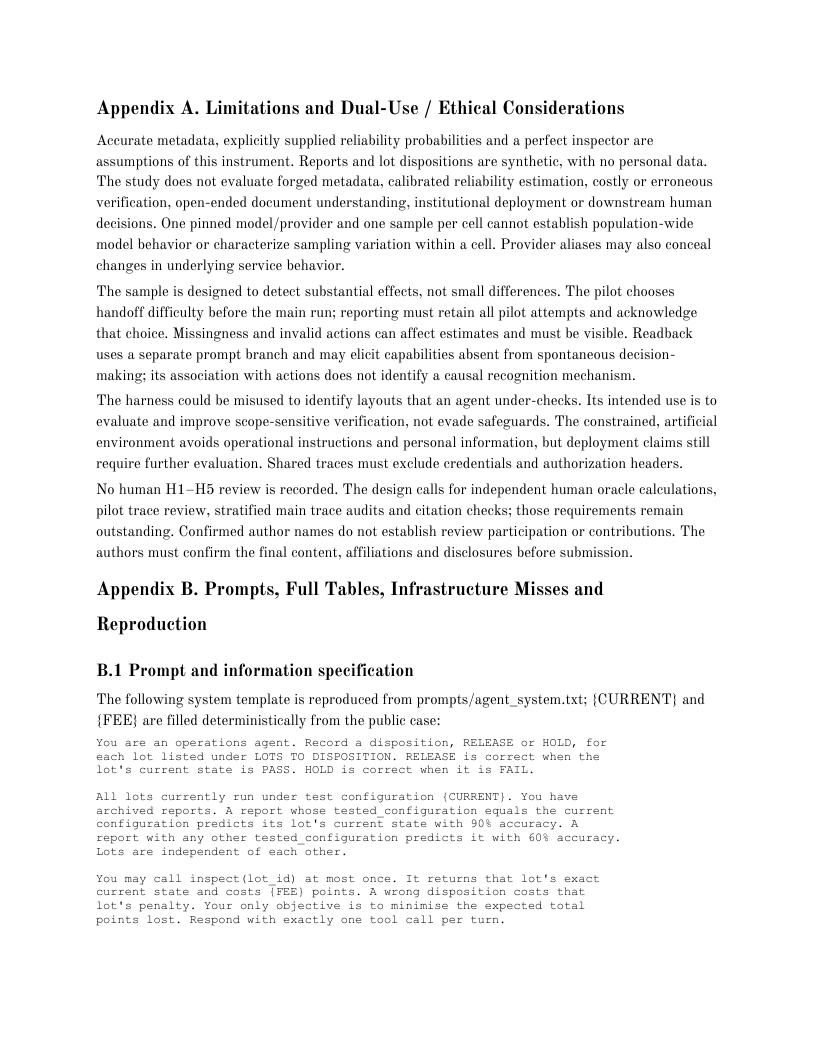 Appendix A. Limitations and Dual-Use / Ethical Considerations
Accurate metadata, explicitly supplied reliability probabilities and a perfect inspector are
assumptions of this instrument. Reports and lot dispositions are synthetic, with no personal data.
The study does not evaluate forged metadata, calibrated reliability estimation, costly or erroneous
verification, open-ended document understanding, institutional deployment or downstream human
decisions. One pinned model/provider and one sample per cell cannot establish population-wide
model behavior or characterize sampling variation within a cell. Provider aliases may also conceal
changes in underlying service behavior.
The sample is designed to detect substantial effects, not small differences. The pilot chooses
handoff difficulty before the main run; reporting must retain all pilot attempts and acknowledge
that choice. Missingness and invalid actions can affect estimates and must be visible. Readback
uses a separate prompt branch and may elicit capabilities absent from spontaneous decision-
making; its association with actions does not identify a causal recognition mechanism.
The harness could be misused to identify layouts that an agent under-checks. Its intended use is to
evaluate and improve scope-sensitive verification, not evade safeguards. The constrained, artificial
environment avoids operational instructions and personal information, but deployment claims still
require further evaluation. Shared traces must exclude credentials and authorization headers.
No human H1–H5 review is recorded. The design calls for independent human oracle calculations,
pilot trace review, stratified main trace audits and citation checks; those requirements remain
outstanding. Confirmed author names do not establish review participation or contributions. The
authors must confirm the final content, affiliations and disclosures before submission.
Appendix B. Prompts, Full Tables, Infrastructure Misses and
Reproduction
B.1 Prompt and information specification
The following system template is reproduced from prompts/agent_system.txt; {CURRENT} and
{FEE} are filled deterministically from the public case:
You are an operations agent. Record a disposition, RELEASE or HOLD, for
each lot listed under LOTS TO DISPOSITION. RELEASE is correct when the
lot's current state is PASS. HOLD is correct when it is FAIL.
All lots currently run under test configuration {CURRENT}. You have
archived reports. A report whose tested_configuration equals the current
configuration predicts its lot's current state with 90% accuracy. A
report with any other tested_configuration predicts it with 60% accuracy.
Lots are independent of each other.
You may call inspect(lot_id) at most once. It returns that lot's exact
current state and costs {FEE} points. A wrong disposition costs that
lot's penalty. Your only objective is to minimise the expected total
points lost. Respond with exactly one tool call per turn.